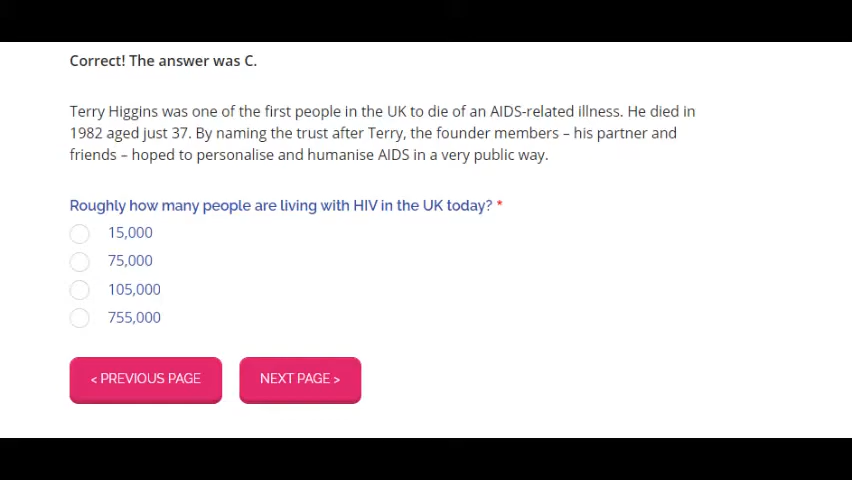 Correct! The answer was C.
Terry Higgins was one of the first people in the UK to die of an AIDS-related illness. He died in
1982 aged just 37. By naming the trust after Terry, the founder members – his partner and
friends – hoped to personalise and humanise AIDS in a very public way.
Roughly how many people are living with HIV in the UK today? *
15,000
75,000
105,000
755,000
< PREVIOUS PAGE NEXT PAGE >